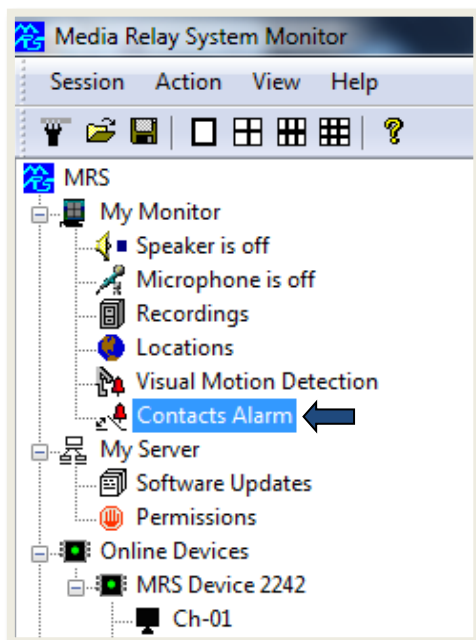 Media Relay System Monitor
Session Action View Help
MRS
My Monitor
Speaker is off
Microphone is off
Recordings
Locations
Visual Motion Detection
Contacts Alarm
My Server
Software Updates
Permissions
Online Devices
MRS Device 2242
Ch-01